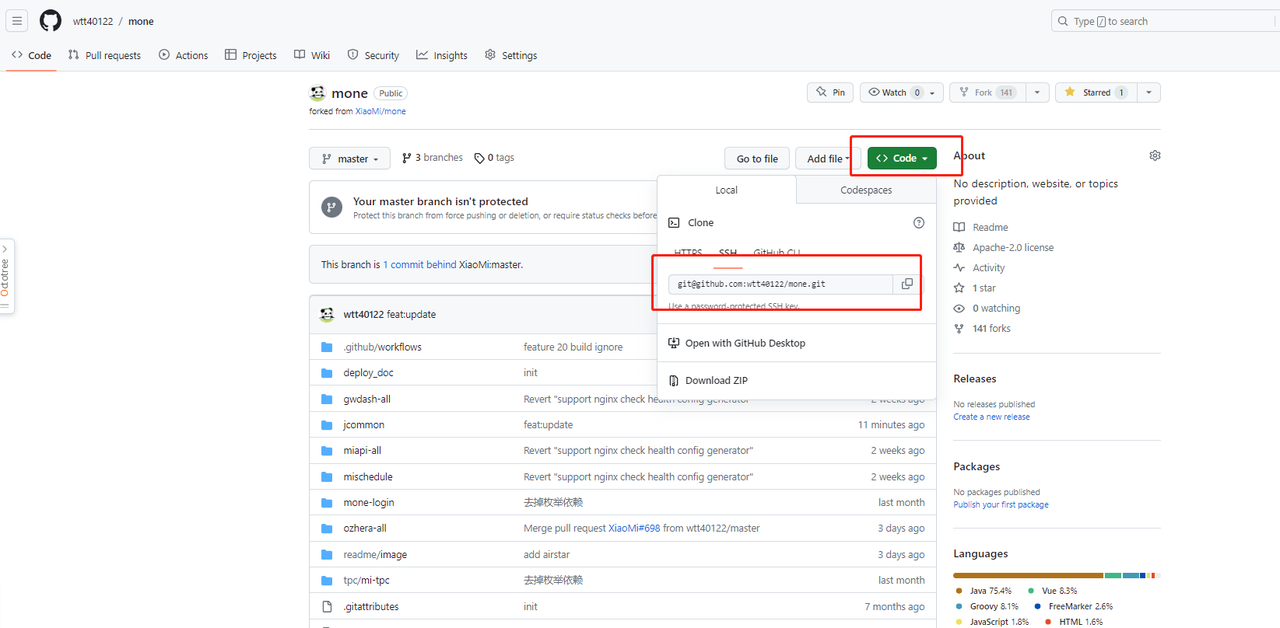 wtt40122 / mone
Type / to search
Code Pull requests Actions Projects Wiki Security Insights Settings
mone Public
Pin Watch 0 Fork 141 Starred 1
forked from XiaoMi/mone
master 3 branches 0 tags Go to file Add file Code
About
No description, website, or topics provided
Readme
Apache-2.0 license
Activity
1 star
0 watching
141 forks
Releases
No releases published
Create a new release
Packages
No packages published
Publish your first package
Languages
Java 75.4% Vue 8.3%
Groovy 8.1% FreeMarker 2.6%
JavaScript 1.8% HTML 1.6%
Local Codespaces
Clone
HTTPS SSH GitHub CLI
git@github.com:wtt40122/mone.git
Use a password-protected SSH key.
Open with GitHub Desktop
Download ZIP
Your master branch isn't protected
Protect this branch from force pushing or deletion, or require status checks before
This branch is 1 commit behind XiaoMi:master.
wtt40122 feat:update
.github/workflows feature 20 build ignore
deploy_doc init
gwdash-all Revert "support nginx check health config generator" 2 weeks ago
jcommon feat:update 11 minutes ago
miapi-all Revert "support nginx check health config generator" 2 weeks ago
mischedule Revert "support nginx check health config generator" 2 weeks ago
mone-login 去掉枚举依赖 last month
ozhera-all Merge pull request XiaoMi#698 from wtt40122/master 3 days ago
readme/image add airstar 3 days ago
tpc/mi-tpc 去掉枚举依赖 last month
.gitattributes init 7 months ago
Octotree